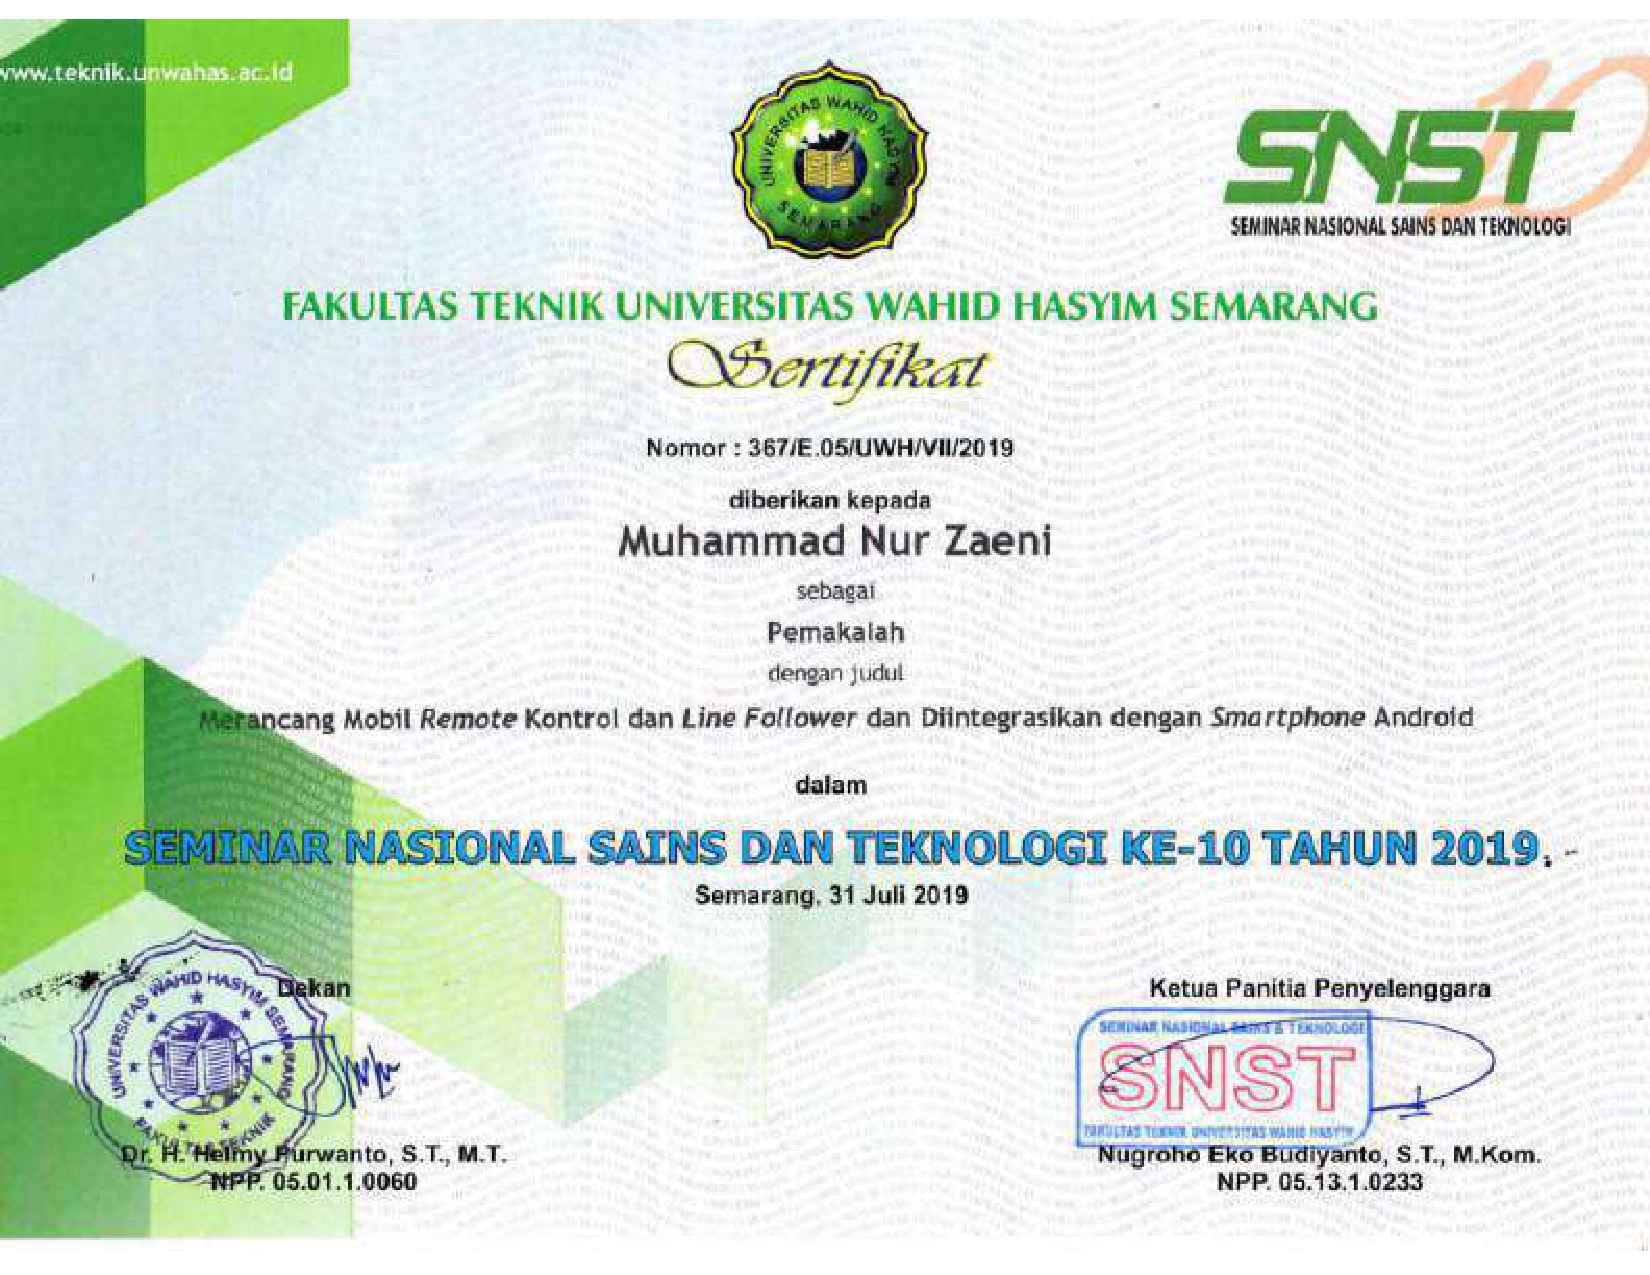 www.teknik.unwahas.ac.id
UNIVERSITAS WAHID HASYIM
SEMARANG
SNST 10
SEMINAR NASIONAL SAINS DAN TEKNOLOGI
FAKULTAS TEKNIK UNIVERSITAS WAHID HASYIM SEMARANG
Sertifikat
Nomor : 367/E.05/UWH/VII/2019
diberikan kepada
Muhammad Nur Zaeni
sebagai
Pemakalah
dengan judul
Merancang Mobil Remote Kontrol dan Line Follower dan Diintegrasikan dengan Smartphone Android
dalam
SEMINAR NASIONAL SAINS DAN TEKNOLOGI KE-10 TAHUN 2019.
Semarang, 31 Juli 2019
Dekan
UNIVERSITAS WAHID HASYIM SEMARANG
FAKULTAS TEKNIK
Dr. H. Helmy Purwanto, S.T., M.T.
NPP. 05.01.1.0060
Ketua Panitia Penyelenggara
SEMINAR NASIONAL SAINS & TEKNOLOGI
SNST
FAKULTAS TEKNIK UNIVERSITAS WAHID HASYIM
Nugroho Eko Budiyanto, S.T., M.Kom.
NPP. 05.13.1.0233